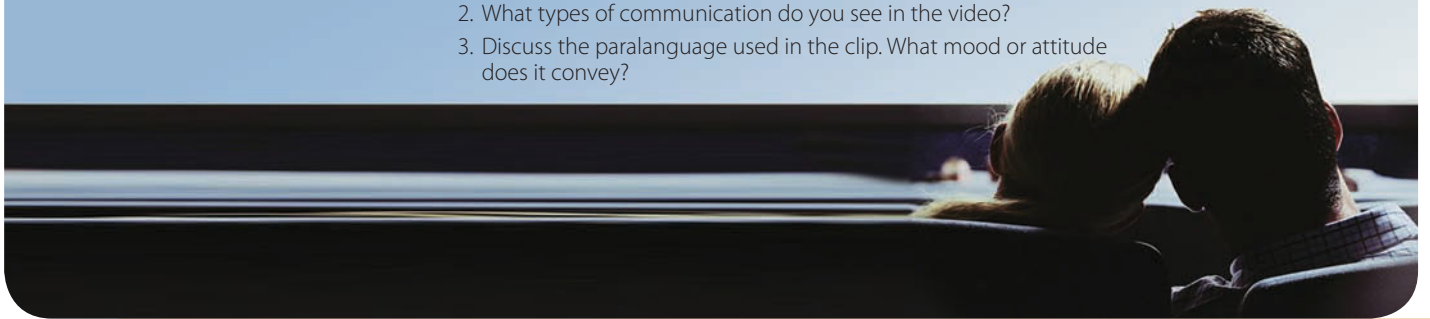 2. What types of communication do you see in the video?
3. Discuss the paralanguage used in the clip. What mood or attitude
does it convey?